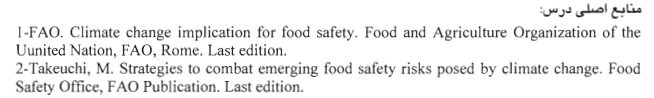 منابع اصلی درس:
1-FAO. Climate change implication for food safety. Food and Agriculture Organization of the
Uunited Nation, FAO, Rome. Last edition.
2-Takeuchi, M. Strategies to combat emerging food safety risks posed by climate change. Food
Safety Office, FAO Publication. Last edition.